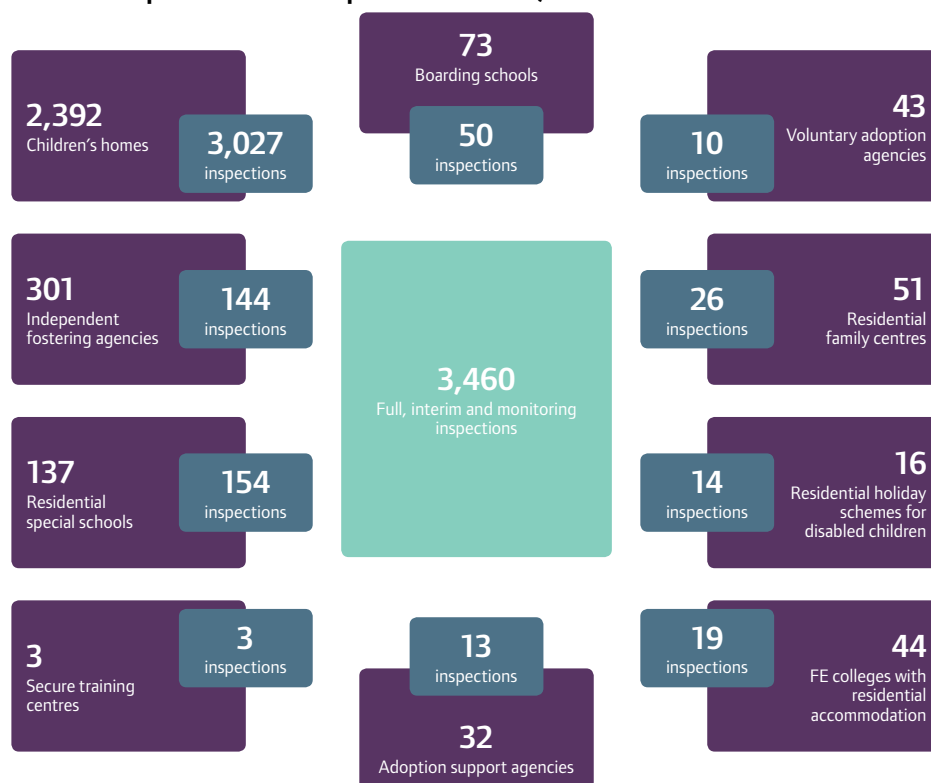 73
Boarding schools
50
inspections
2,392
Children’s homes
3,027
inspections
43
Voluntary adoption
agencies
10
inspections
301
Independent
fostering agencies
144
inspections
3,460
Full, interim and monitoring
inspections
26
inspections
51
Residential
family centres
137
Residential
special schools
154
inspections
14
inspections
16
Residential holiday
schemes for
disabled children
3
Secure training
centres
3
inspections
13
inspections
32
Adoption support agencies
19
inspections
44
FE colleges with
residential
accommodation